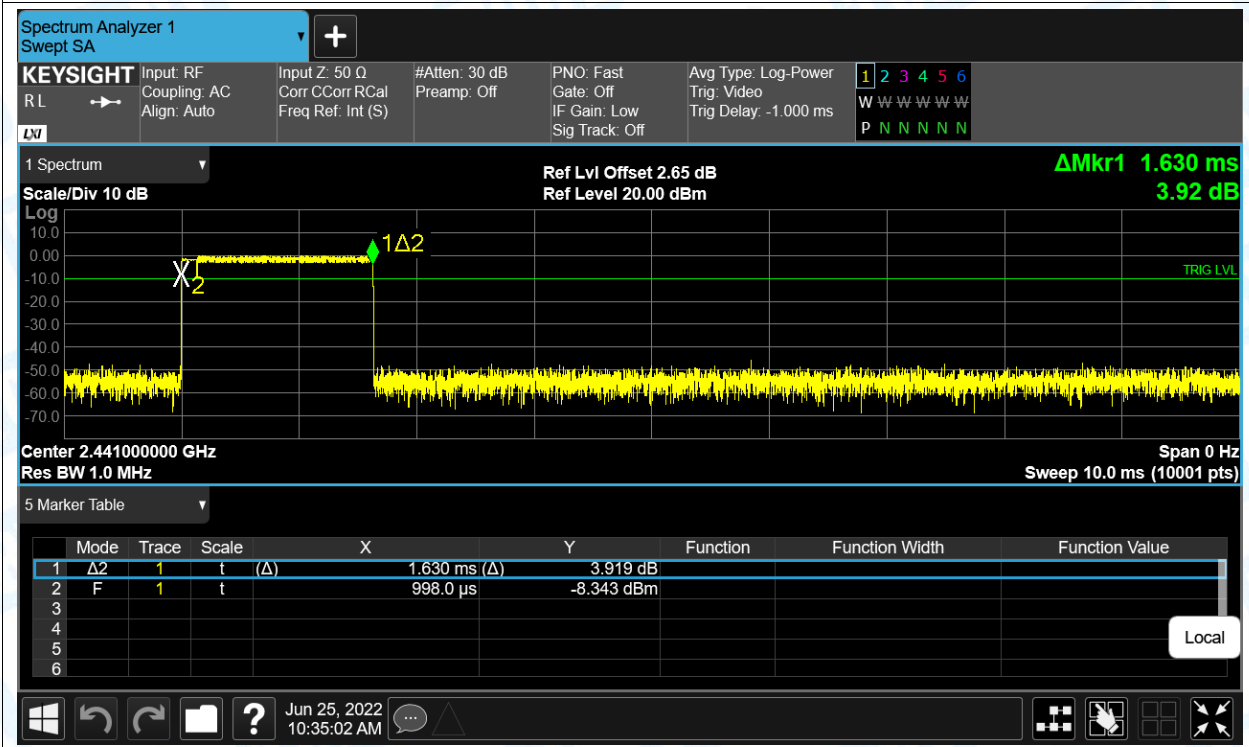 Spectrum Analyzer 1
Swept SA
KEYSIGHT Input: RF Input Z: 50 Ω #Atten: 30 dB PNO: Fast Avg Type: Log-Power 1 2 3 4 5 6
R L Coupling: AC Corr CCorr RCal Preamp: Off Gate: Off Trig: Video W W W W W W
Align: Auto Freq Ref: Int (S) IF Gain: Low Trig Delay: -1.000 ms
LXI Sig Track: Off P N N N N N
1 Spectrum Ref Lvl Offset 2.65 dB ΔMkr1 1.630 ms
Scale/Div 10 dB Ref Level 20.00 dBm 3.92 dB
Log
10.0
0.00 1Δ2
-10.0 X2 TRIG LVL
-20.0
-30.0
-40.0
-50.0
-60.0
-70.0
Center 2.441000000 GHz Span 0 Hz
Res BW 1.0 MHz Sweep 10.0 ms (10001 pts)
5 Marker Table
Mode Trace Scale X Y Function Function Width Function Value
1 Δ2 1 t (Δ) 1.630 ms (Δ) 3.919 dB
2 F 1 t 998.0 µs -8.343 dBm
3
4
5
6
Local
? Jun 25, 2022
10:35:02 AM